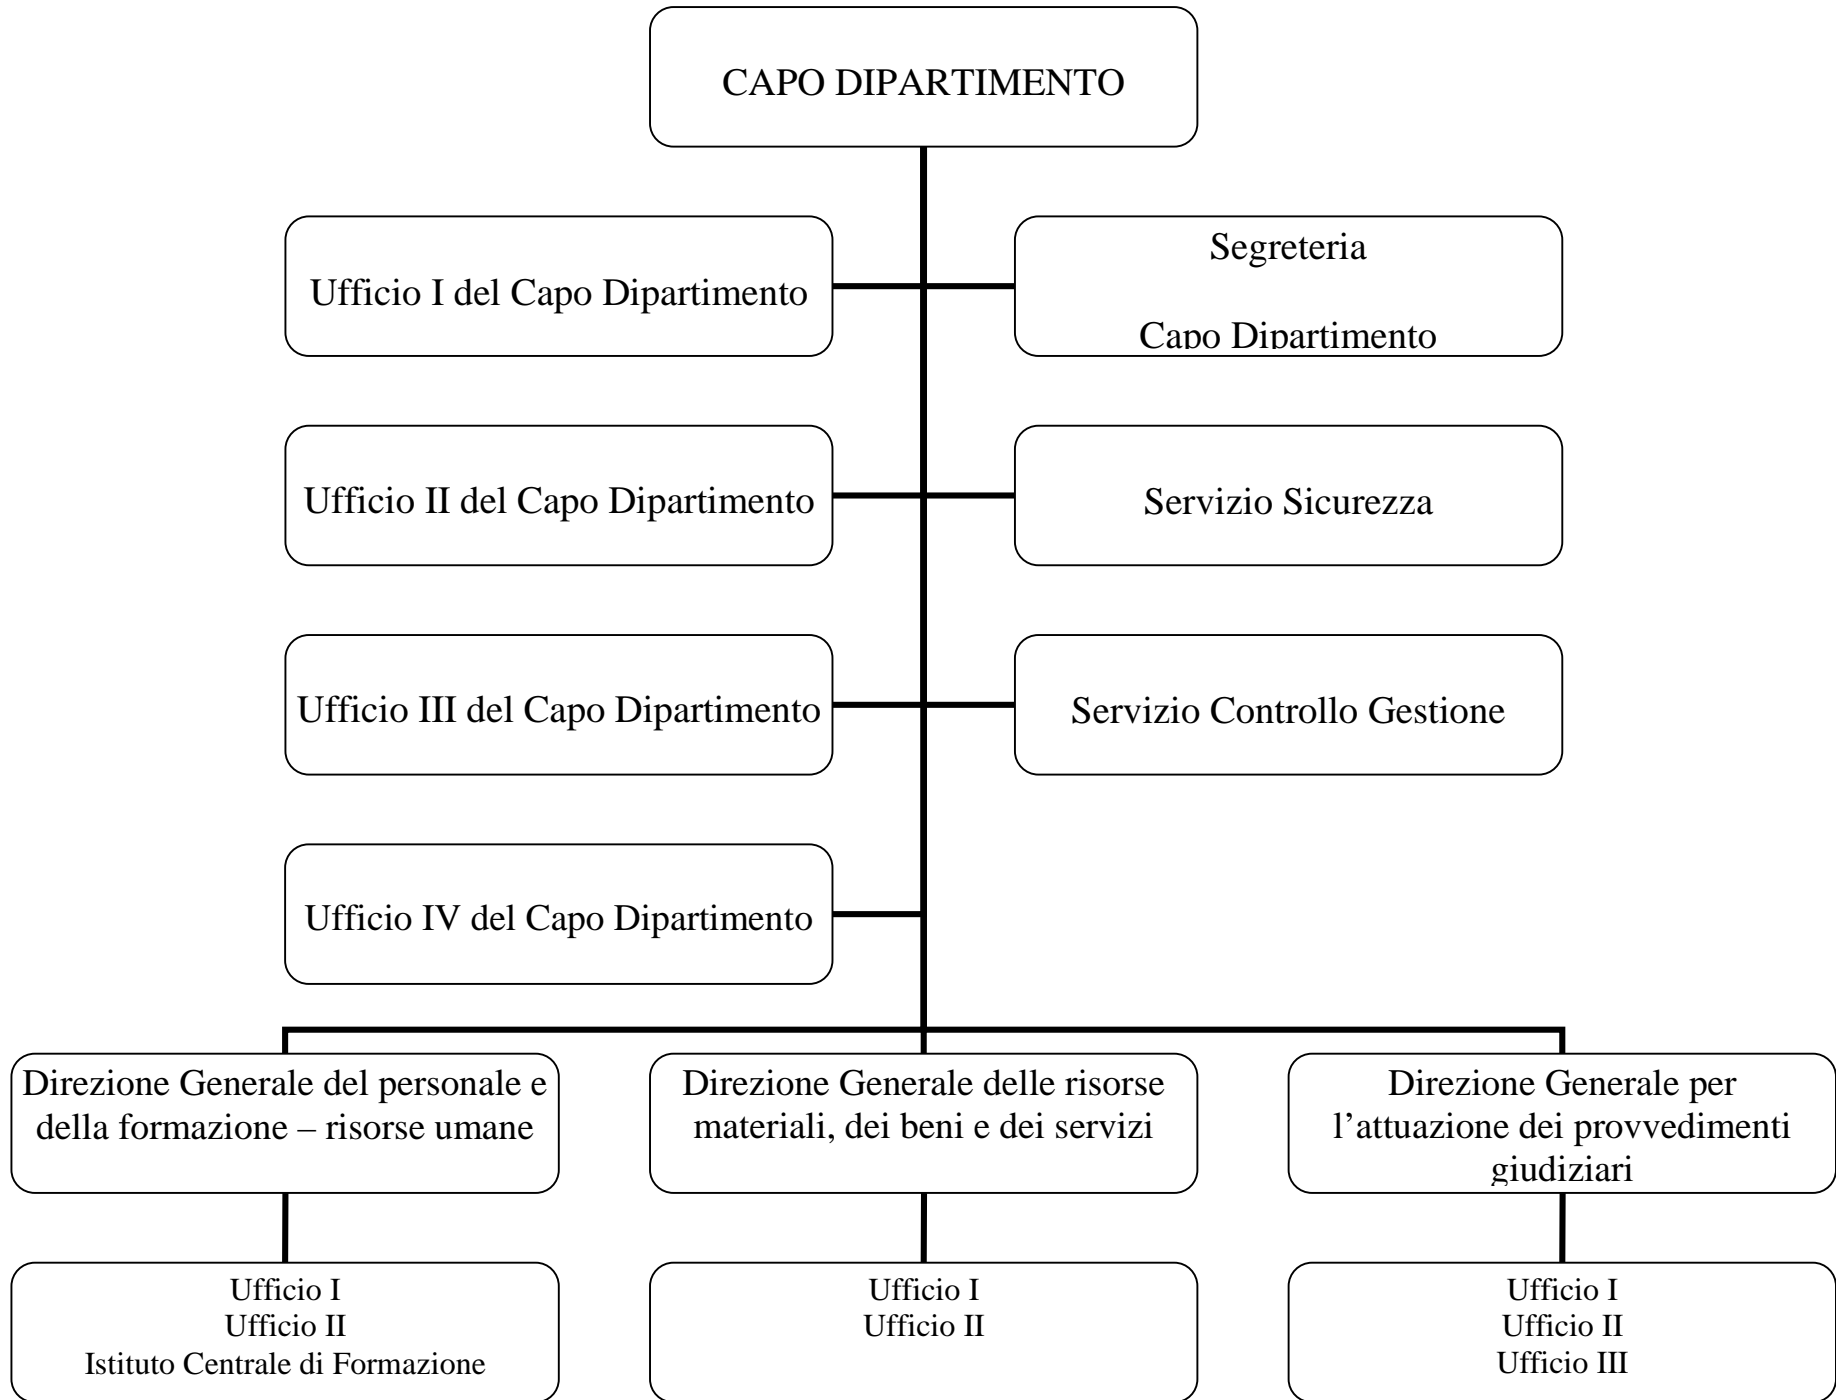 CAPO DIPARTIMENTO
Ufficio I del Capo Dipartimento
Segreteria
Capo Dipartimento
Ufficio II del Capo Dipartimento
Servizio Sicurezza
Ufficio III del Capo Dipartimento
Servizio Controllo Gestione
Ufficio IV del Capo Dipartimento
Direzione Generale del personale e
della formazione – risorse umane
Direzione Generale delle risorse
materiali, dei beni e dei servizi
Direzione Generale per
l’attuazione dei provvedimenti
giudiziari
Ufficio I
Ufficio II
Istituto Centrale di Formazione
Ufficio I
Ufficio II
Ufficio I
Ufficio II
Ufficio III